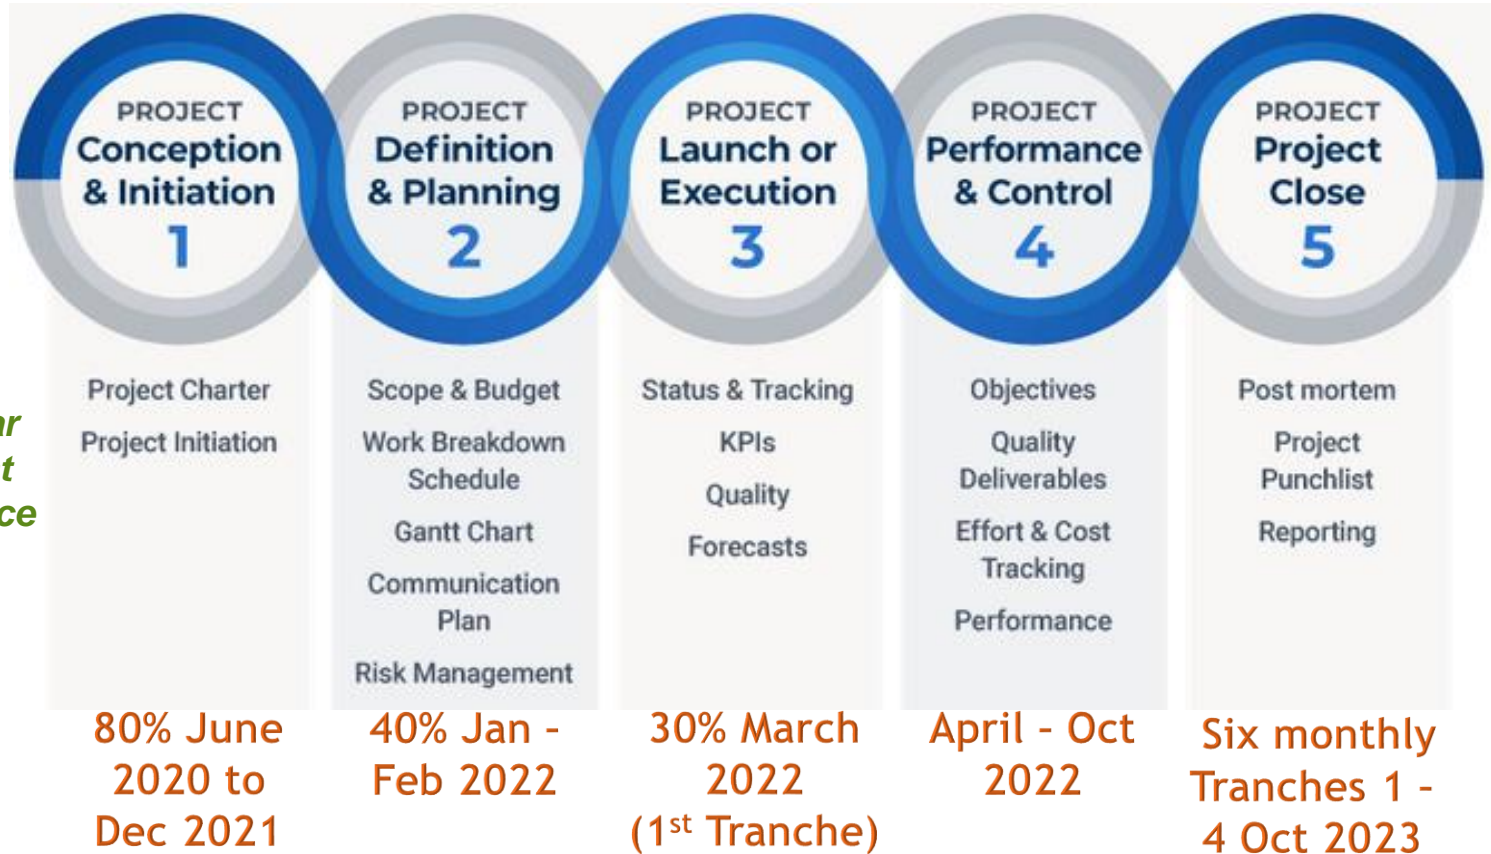 PROJECT
Conception
& Initiation
1
Project Charter
Project Initiation
80% June
2020 to
Dec 2021
PROJECT
Definition
& Planning
2
Scope & Budget
Work Breakdown
Schedule
Gantt Chart
Communication
Plan
Risk Management
40% Jan -
Feb 2022
PROJECT
Launch or
Execution
3
Status & Tracking
KPIs
Quality
Forecasts
30% March
2022
(1st Tranche)
PROJECT
Performance
& Control
4
Objectives
Quality
Deliverables
Effort & Cost
Tracking
Performance
April - Oct
2022
PROJECT
Project
Close
5
Post mortem
Project
Punchlist
Reporting
Six monthly
Tranches 1 -
4 Oct 2023